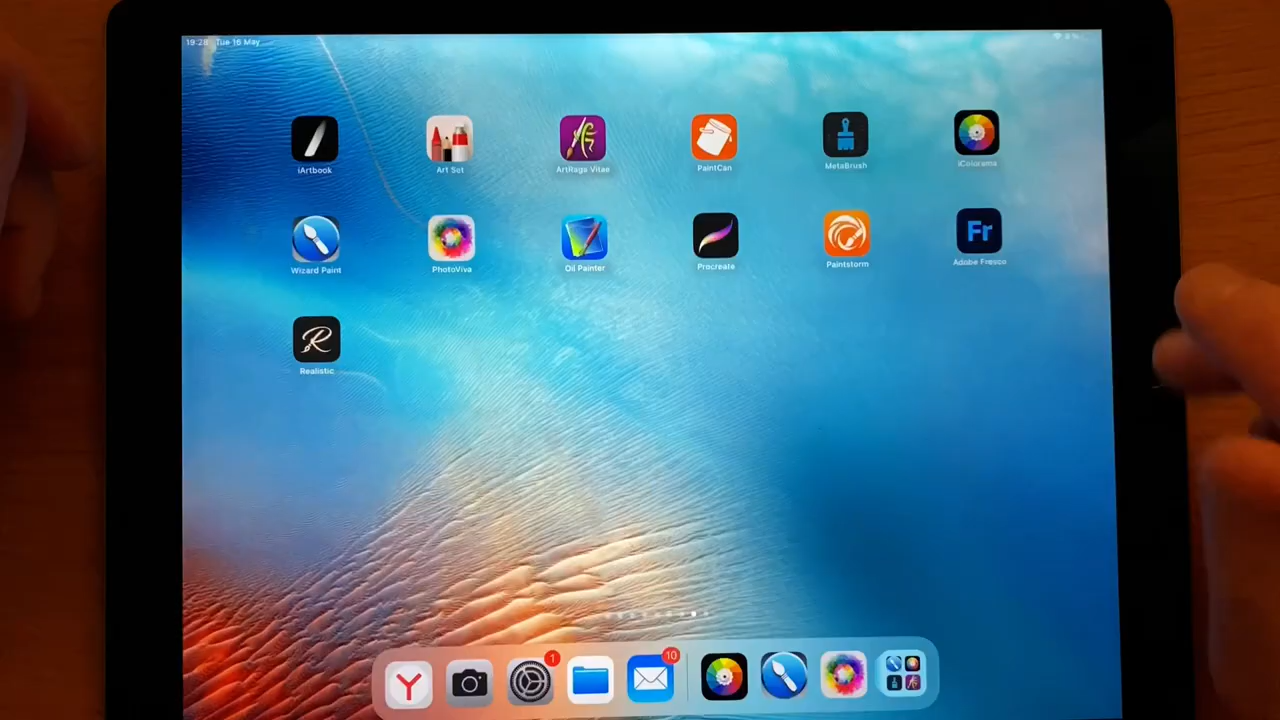 19:28 Tue 16 May
iArtbook Art Set ArtRage Vitae PaintCan MetaBrush iColorama
Wizard Paint PhotoViva Oil Painter Procreate Paintstorm Adobe Fresco
Fr
Realistic
1
10